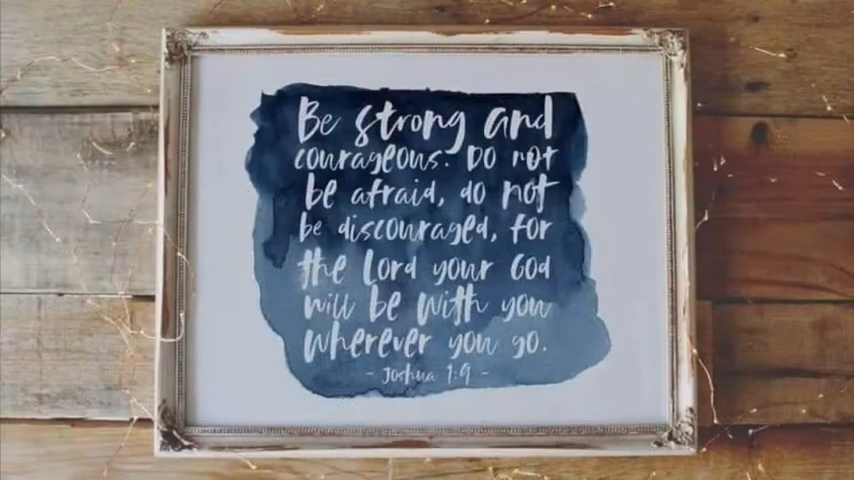 Be strong and
courageous. Do not
be afraid, do not
be discouraged, for
the Lord your God
will be with you
wherever you go.
- Joshua 1:9 -